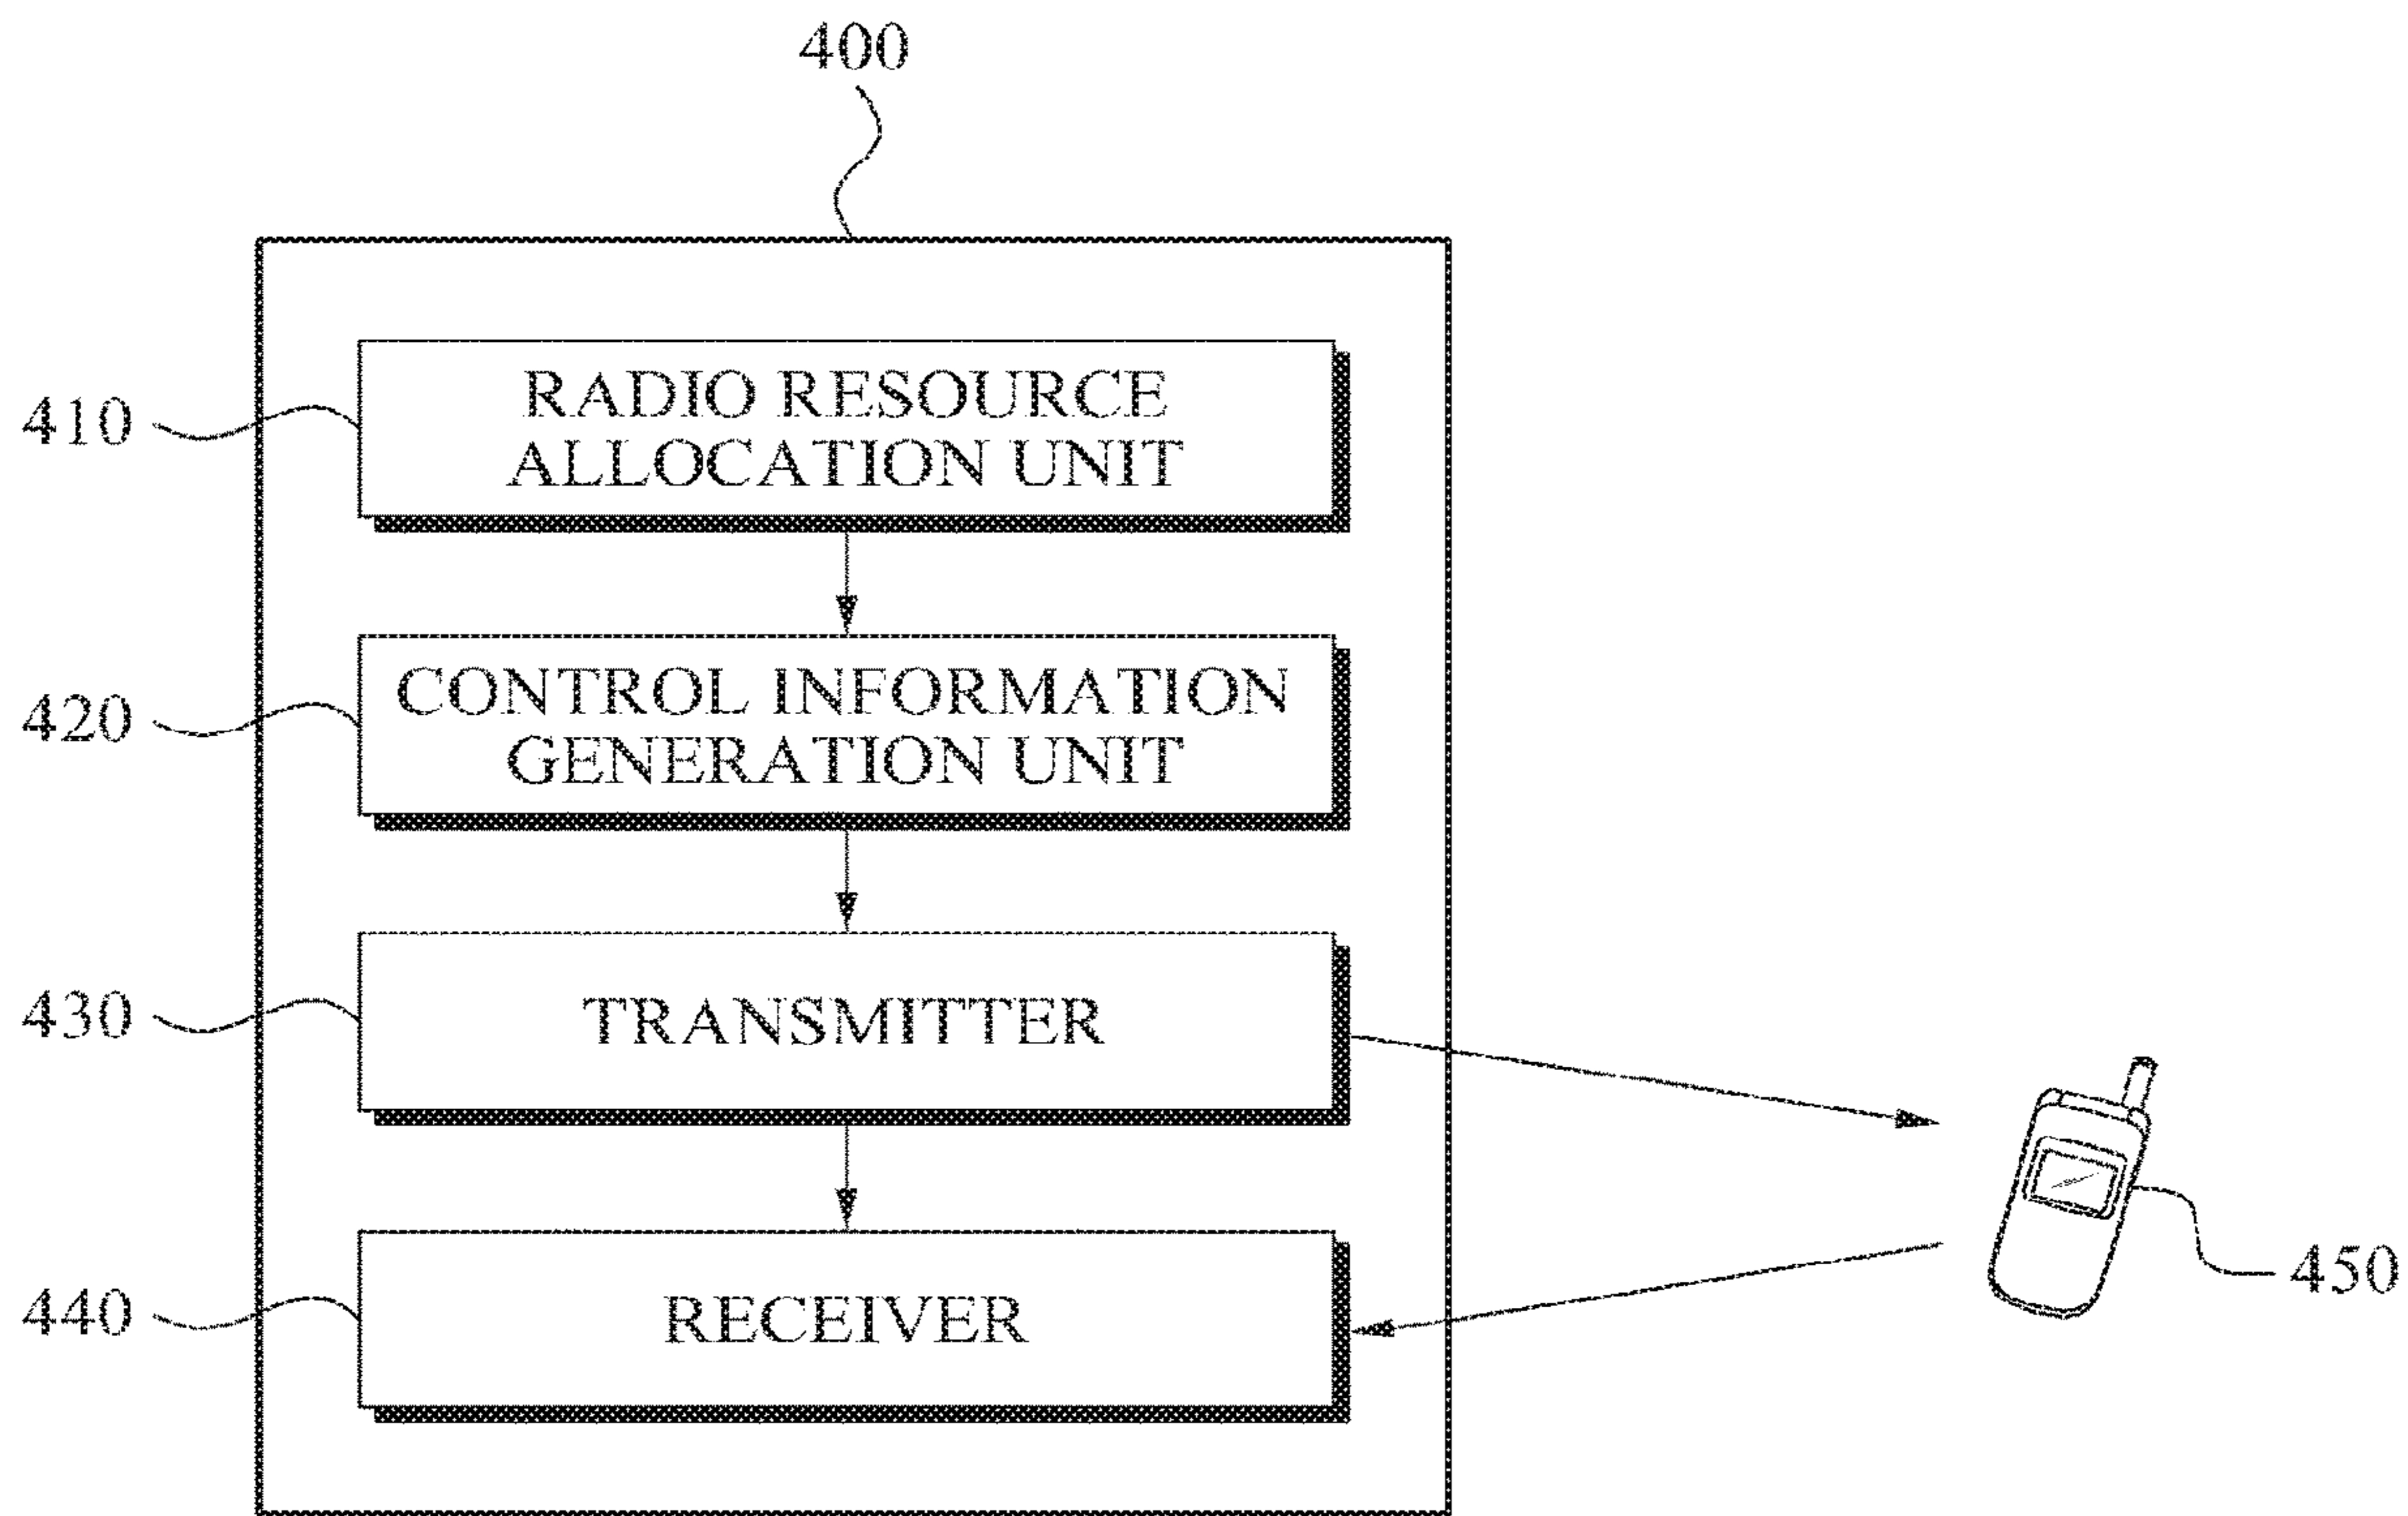 400
410
RADIO RESOURCE
ALLOCATION UNIT
420
CONTROL INFORMATION
GENERATION UNIT
430
TRANSMITTER
440
RECEIVER
450